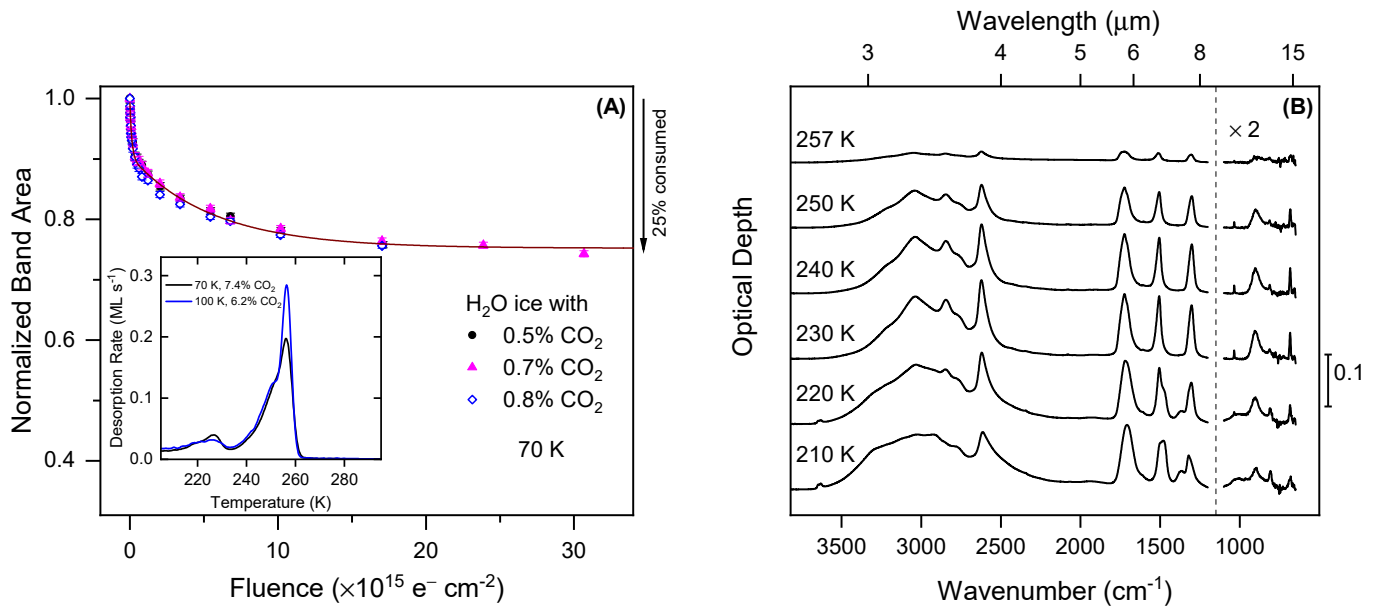 (A)
Normalized Band Area
1.0
0.8
0.6
0.4
25% consumed
H₂O ice with
0.5% CO₂
0.7% CO₂
0.8% CO₂
70 K
Desorption Rate (ML s⁻¹)
0.3
0.2
0.1
0.0
70 K, 7.4% CO₂
100 K, 6.2% CO₂
220 240 260 280
Temperature (K)
0 10 20 30
Fluence (×10¹⁵ e⁻ cm⁻²)
Wavelength (μm)
3 4 5 6 8 15
(B)
Optical Depth
× 2
257 K
250 K
240 K
230 K
220 K
210 K
0.1
3500 3000 2500 2000 1500 1000
Wavenumber (cm⁻¹)